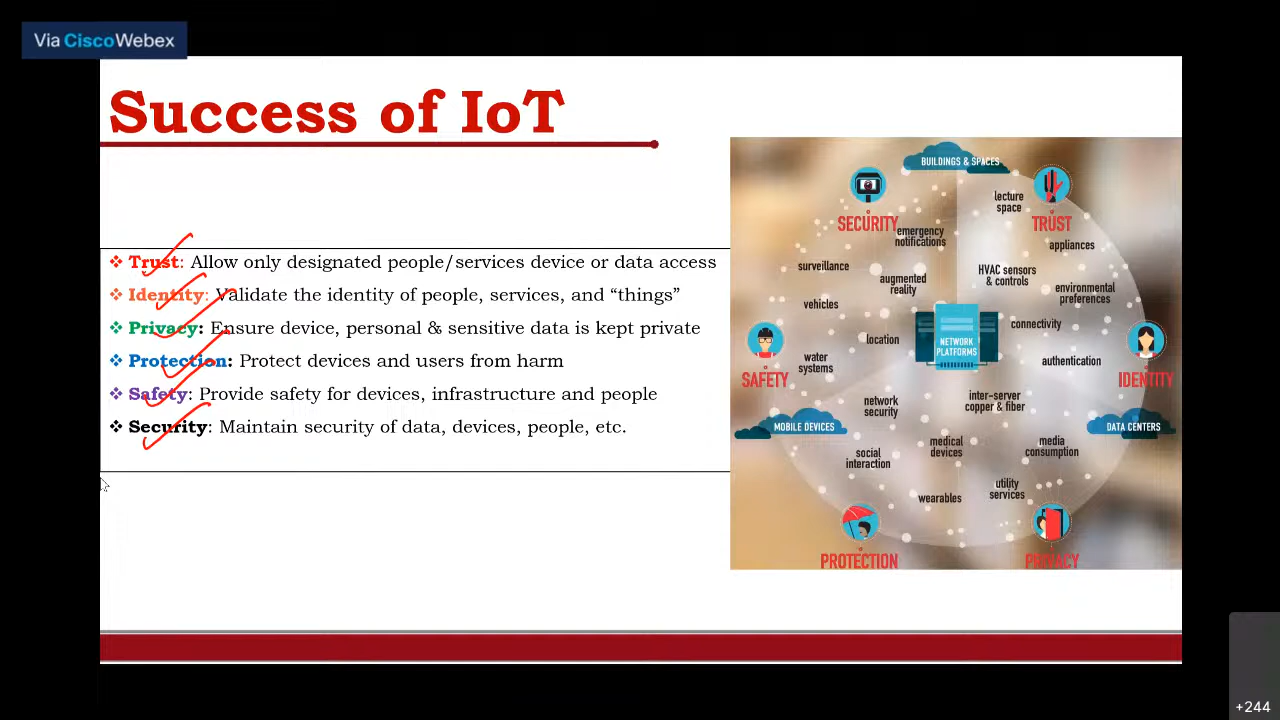 Via CiscoWebex
Success of IoT
❖ Trust: Allow only designated people/services device or data access
❖ Identity: Validate the identity of people, services, and “things”
❖ Privacy: Ensure device, personal & sensitive data is kept private
❖ Protection: Protect devices and users from harm
❖ Safety: Provide safety for devices, infrastructure and people
❖ Security: Maintain security of data, devices, people, etc.
BUILDINGS & SPACES
SECURITY
TRUST
lecture
space
emergency
notifications
appliances
surveillance
augmented
reality
HVAC sensors
& controls
environmental
preferences
vehicles
location
NETWORK
PLATFORMS
connectivity
water
systems
authentication
SAFETY
IDENTITY
network
security
inter-server
copper & fiber
MOBILE DEVICES
DATA CENTERS
social
interaction
medical
devices
media
consumption
wearables
utility
services
PROTECTION
PRIVACY
+244